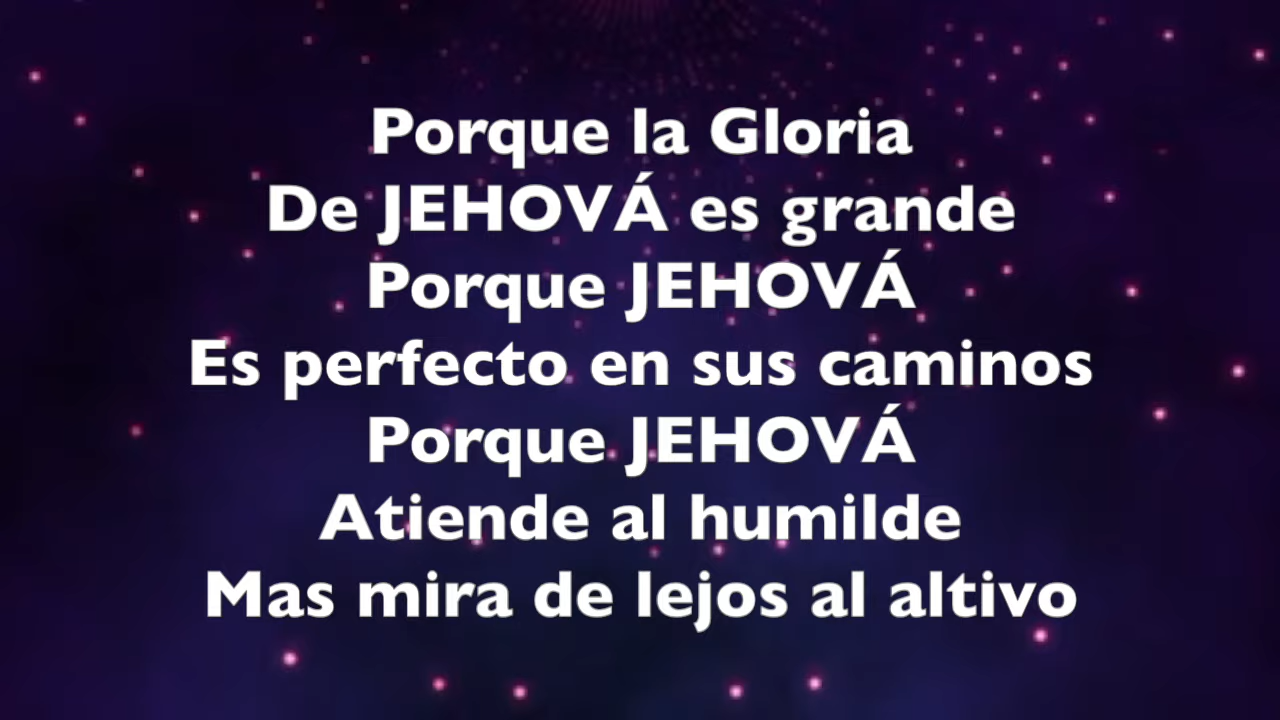 Porque la Gloria
De JEHOVÁ es grande
Porque JEHOVÁ
Es perfecto en sus caminos
Porque JEHOVÁ
Atiende al humilde
Mas mira de lejos al altivo